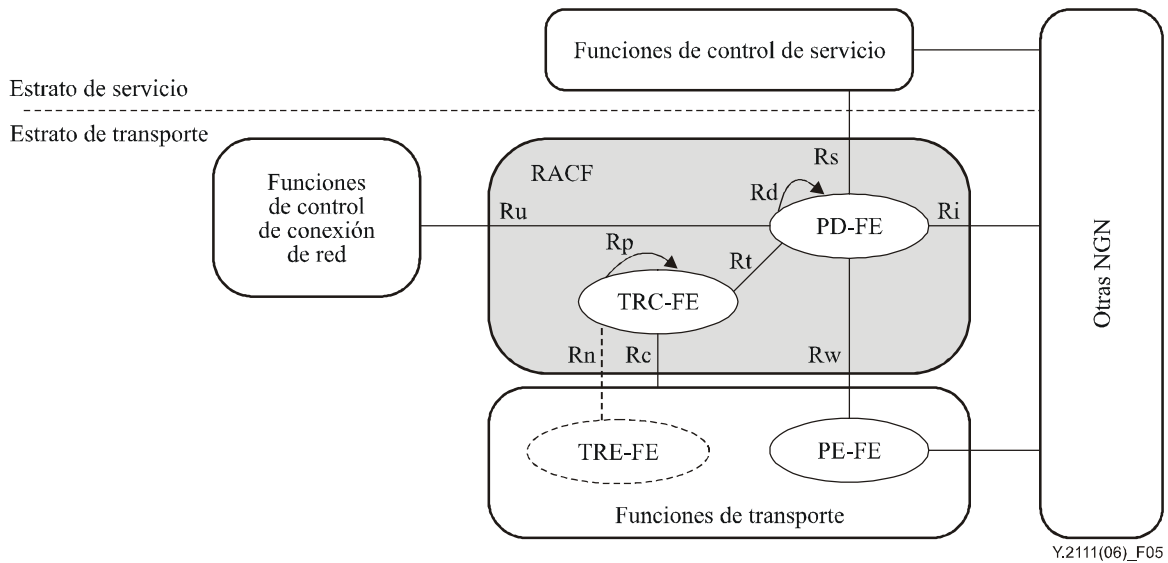 Funciones de control de servicio
Estrato de servicio
Estrato de transporte
RACF
Rs
Rd
Funciones
de control
de conexión
de red
Ru
PD-FE
Ri
Rp
Rt
TRC-FE
Otras NGN
Rn
Rc
Rw
TRE-FE
PE-FE
Funciones de transporte
Y.2111(06)_F05